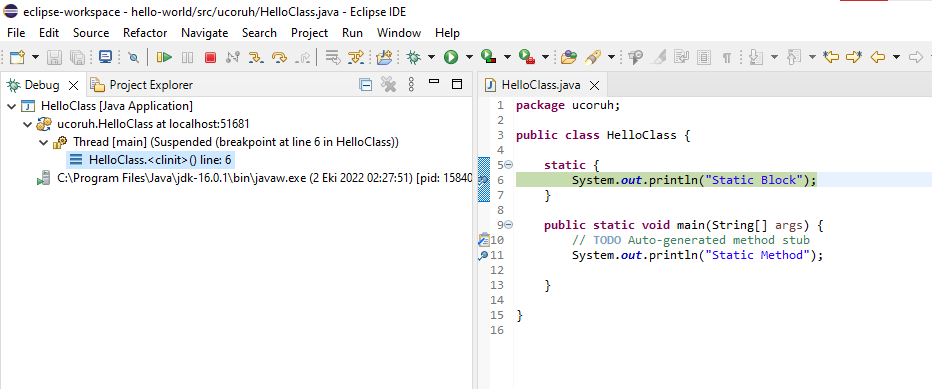 eclipse-workspace - hello-world/src/ucoruh/HelloClass.java - Eclipse IDE
File Edit Source Refactor Navigate Search Project Run Window Help
Debug Project Explorer
HelloClass [Java Application]
ucoruh.HelloClass at localhost:51681
Thread [main] (Suspended (breakpoint at line 6 in HelloClass))
HelloClass.<clinit>() line: 6
C:\Program Files\Java\jdk-16.0.1\bin\javaw.exe (2 Eki 2022 02:27:51) [pid: 15840
HelloClass.java
1 package ucoruh;
2
3 public class HelloClass {
4
5 static {
6 System.out.println("Static Block");
7 }
8
9 public static void main(String[] args) {
10 // TODO Auto-generated method stub
11 System.out.println("Static Method");
12
13 }
14
15 }
16